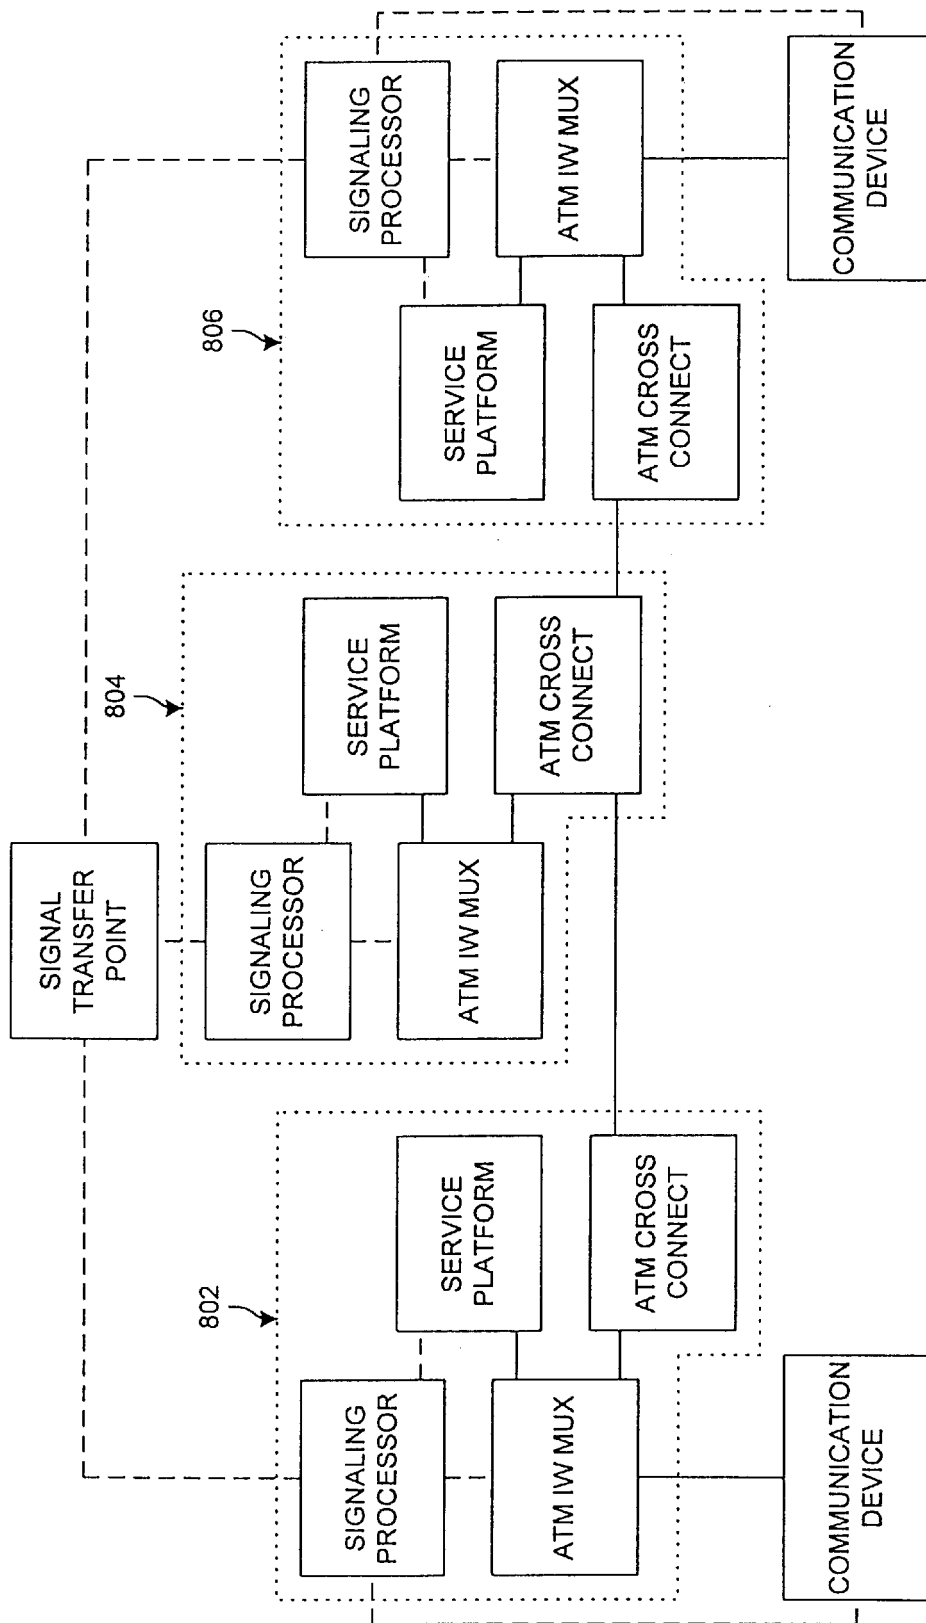 SIGNAL
TRANSFER
POINT
802
SIGNALING
PROCESSOR
SERVICE
PLATFORM
ATM IW MUX
ATM CROSS
CONNECT
COMMUNICATION
DEVICE
804
SIGNALING
PROCESSOR
SERVICE
PLATFORM
ATM IW MUX
ATM CROSS
CONNECT
806
SIGNALING
PROCESSOR
SERVICE
PLATFORM
ATM IW MUX
ATM CROSS
CONNECT
COMMUNICATION
DEVICE